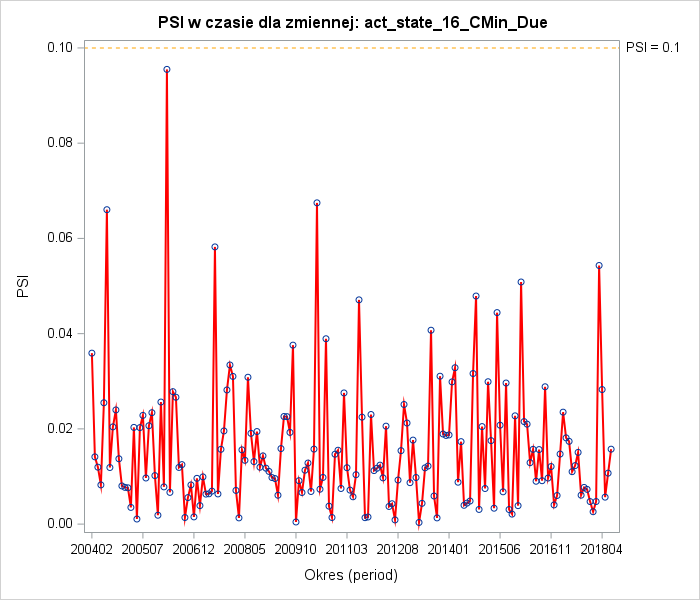 PSI w czasie dla zmiennej: act_state_16_CMin_Due
0.10
PSI = 0.1
0.08
0.06
0.04
0.02
0.00
PSI
200402 200507 200612 200805 200910 201103 201208 201401 201506 201611 201804
Okres (period)